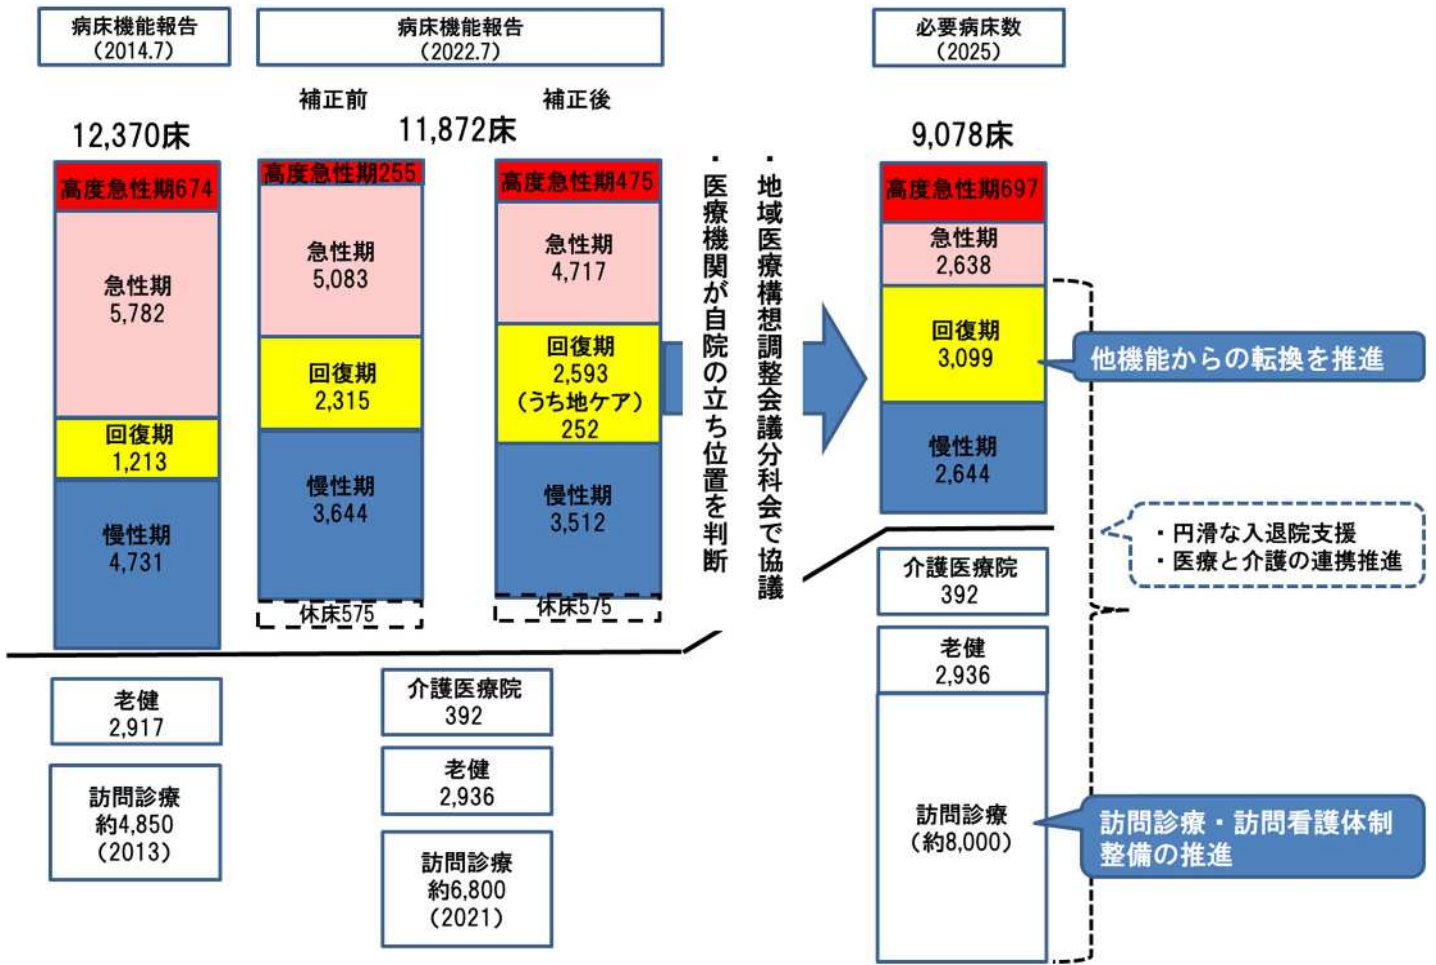 病床機能報告
（2014.7）
病床機能報告
（2022.7）
必要病床数
（2025）
補正前
補正後
12,370床
11,872床
9,078床
高度急性期674
急性期
5,782
回復期
1,213
慢性期
4,731
高度急性期255
急性期
5,083
回復期
2,315
慢性期
3,644
休床575
高度急性期475
急性期
4,717
回復期
2,593
（うち地ケア）
252
慢性期
3,512
休床575
・地域医療構想調整会議分科会で協議
・医療機関が自院の立ち位置を判断
高度急性期697
急性期
2,638
回復期
3,099
慢性期
2,644
他機能からの転換を推進
・円滑な入退院支援
・医療と介護の連携推進
老健
2,917
訪問診療
約4,850
（2013）
介護医療院
392
老健
2,936
訪問診療
約6,800
（2021）
介護医療院
392
老健
2,936
訪問診療
（約8,000）
訪問診療・訪問看護体制
整備の推進